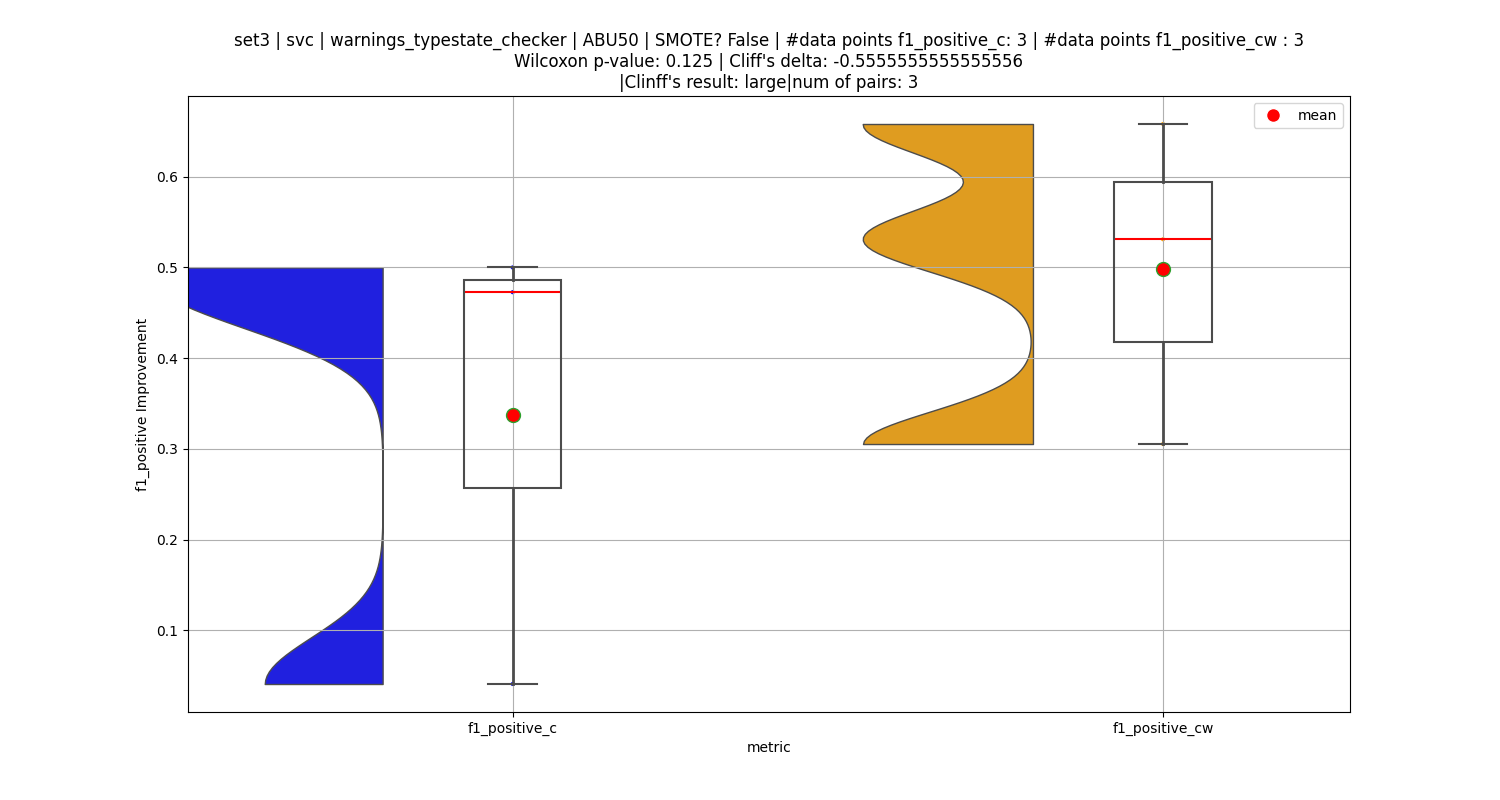 set3 | svc | warnings_typestate_checker | ABU50 | SMOTE? False | #data points f1_positive_c: 3 | #data points f1_positive_cw : 3
Wilcoxon p-value: 0.125 | Cliff's delta: -0.5555555555555556
|Clinff's result: large|num of pairs: 3
mean
0.6
0.5
0.4
0.3
0.2
0.1
f1_positive Improvement
f1_positive_c
f1_positive_cw
metric